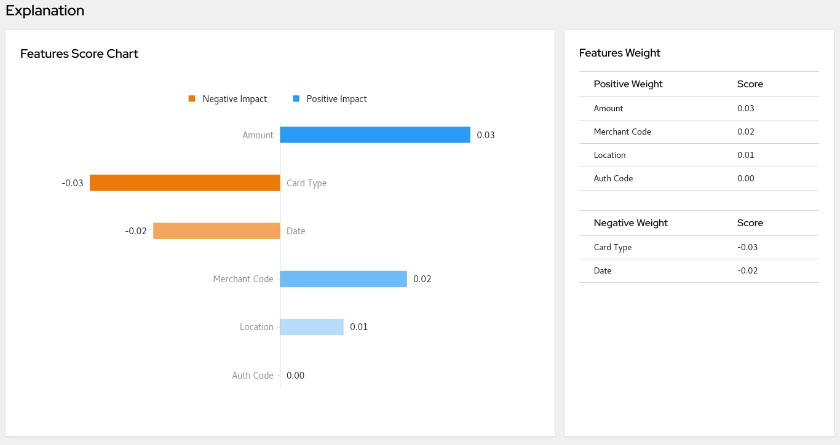 Explanation
Features Score Chart
Negative Impact Positive Impact
Amount 0.03
-0.03 Card Type
-0.02 Date
Merchant Code 0.02
Location 0.01
Auth Code 0.00
Features Weight
Positive Weight Score
Amount 0.03
Merchant Code 0.02
Location 0.01
Auth Code 0.00
Negative Weight Score
Card Type -0.03
Date -0.02